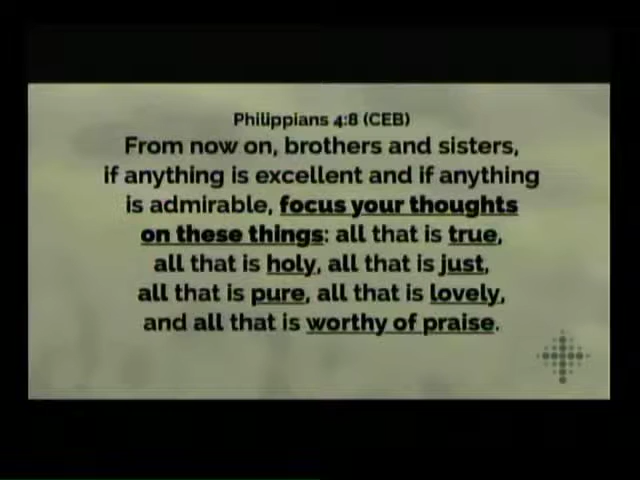 Philippians 4:8 (CEB)
From now on, brothers and sisters,
if anything is excellent and if anything
is admirable, focus your thoughts
on these things: all that is true,
all that is holy, all that is just,
all that is pure, all that is lovely,
and all that is worthy of praise.